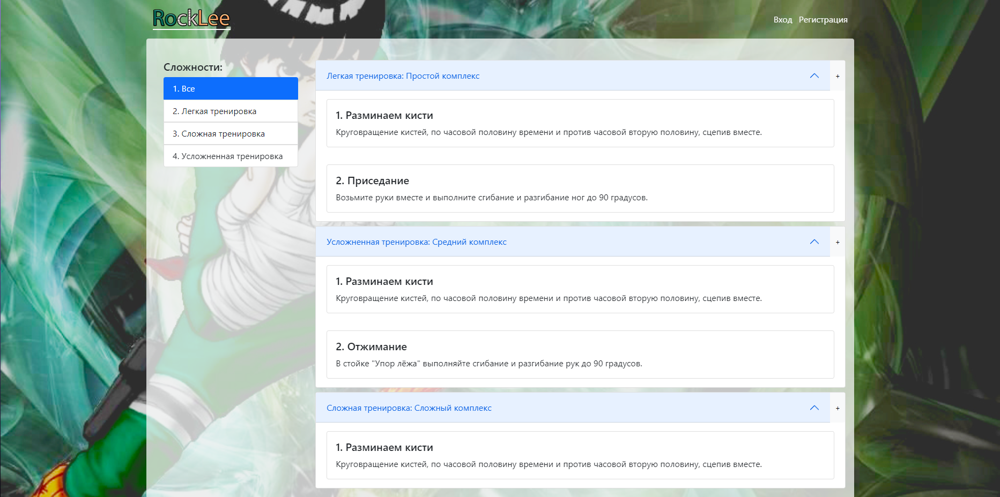 RockLee
Вход Регистрация
Сложности:
1. Все
2. Легкая тренировка
3. Сложная тренировка
4. Усложненная тренировка
Легкая тренировка: Простой комплекс
+
1. Разминаем кисти
Круговращение кистей, по часовой половину времени и против часовой вторую половину, сцепив вместе.
2. Приседание
Возьмите руки вместе и выполните сгибание и разгибание ног до 90 градусов.
Усложненная тренировка: Средний комплекс
+
1. Разминаем кисти
Круговращение кистей, по часовой половину времени и против часовой вторую половину, сцепив вместе.
2. Отжимание
В стойке "Упор лёжа" выполняйте сгибание и разгибание рук до 90 градусов.
Сложная тренировка: Сложный комплекс
+
1. Разминаем кисти
Круговращение кистей, по часовой половину времени и против часовой вторую половину, сцепив вместе.